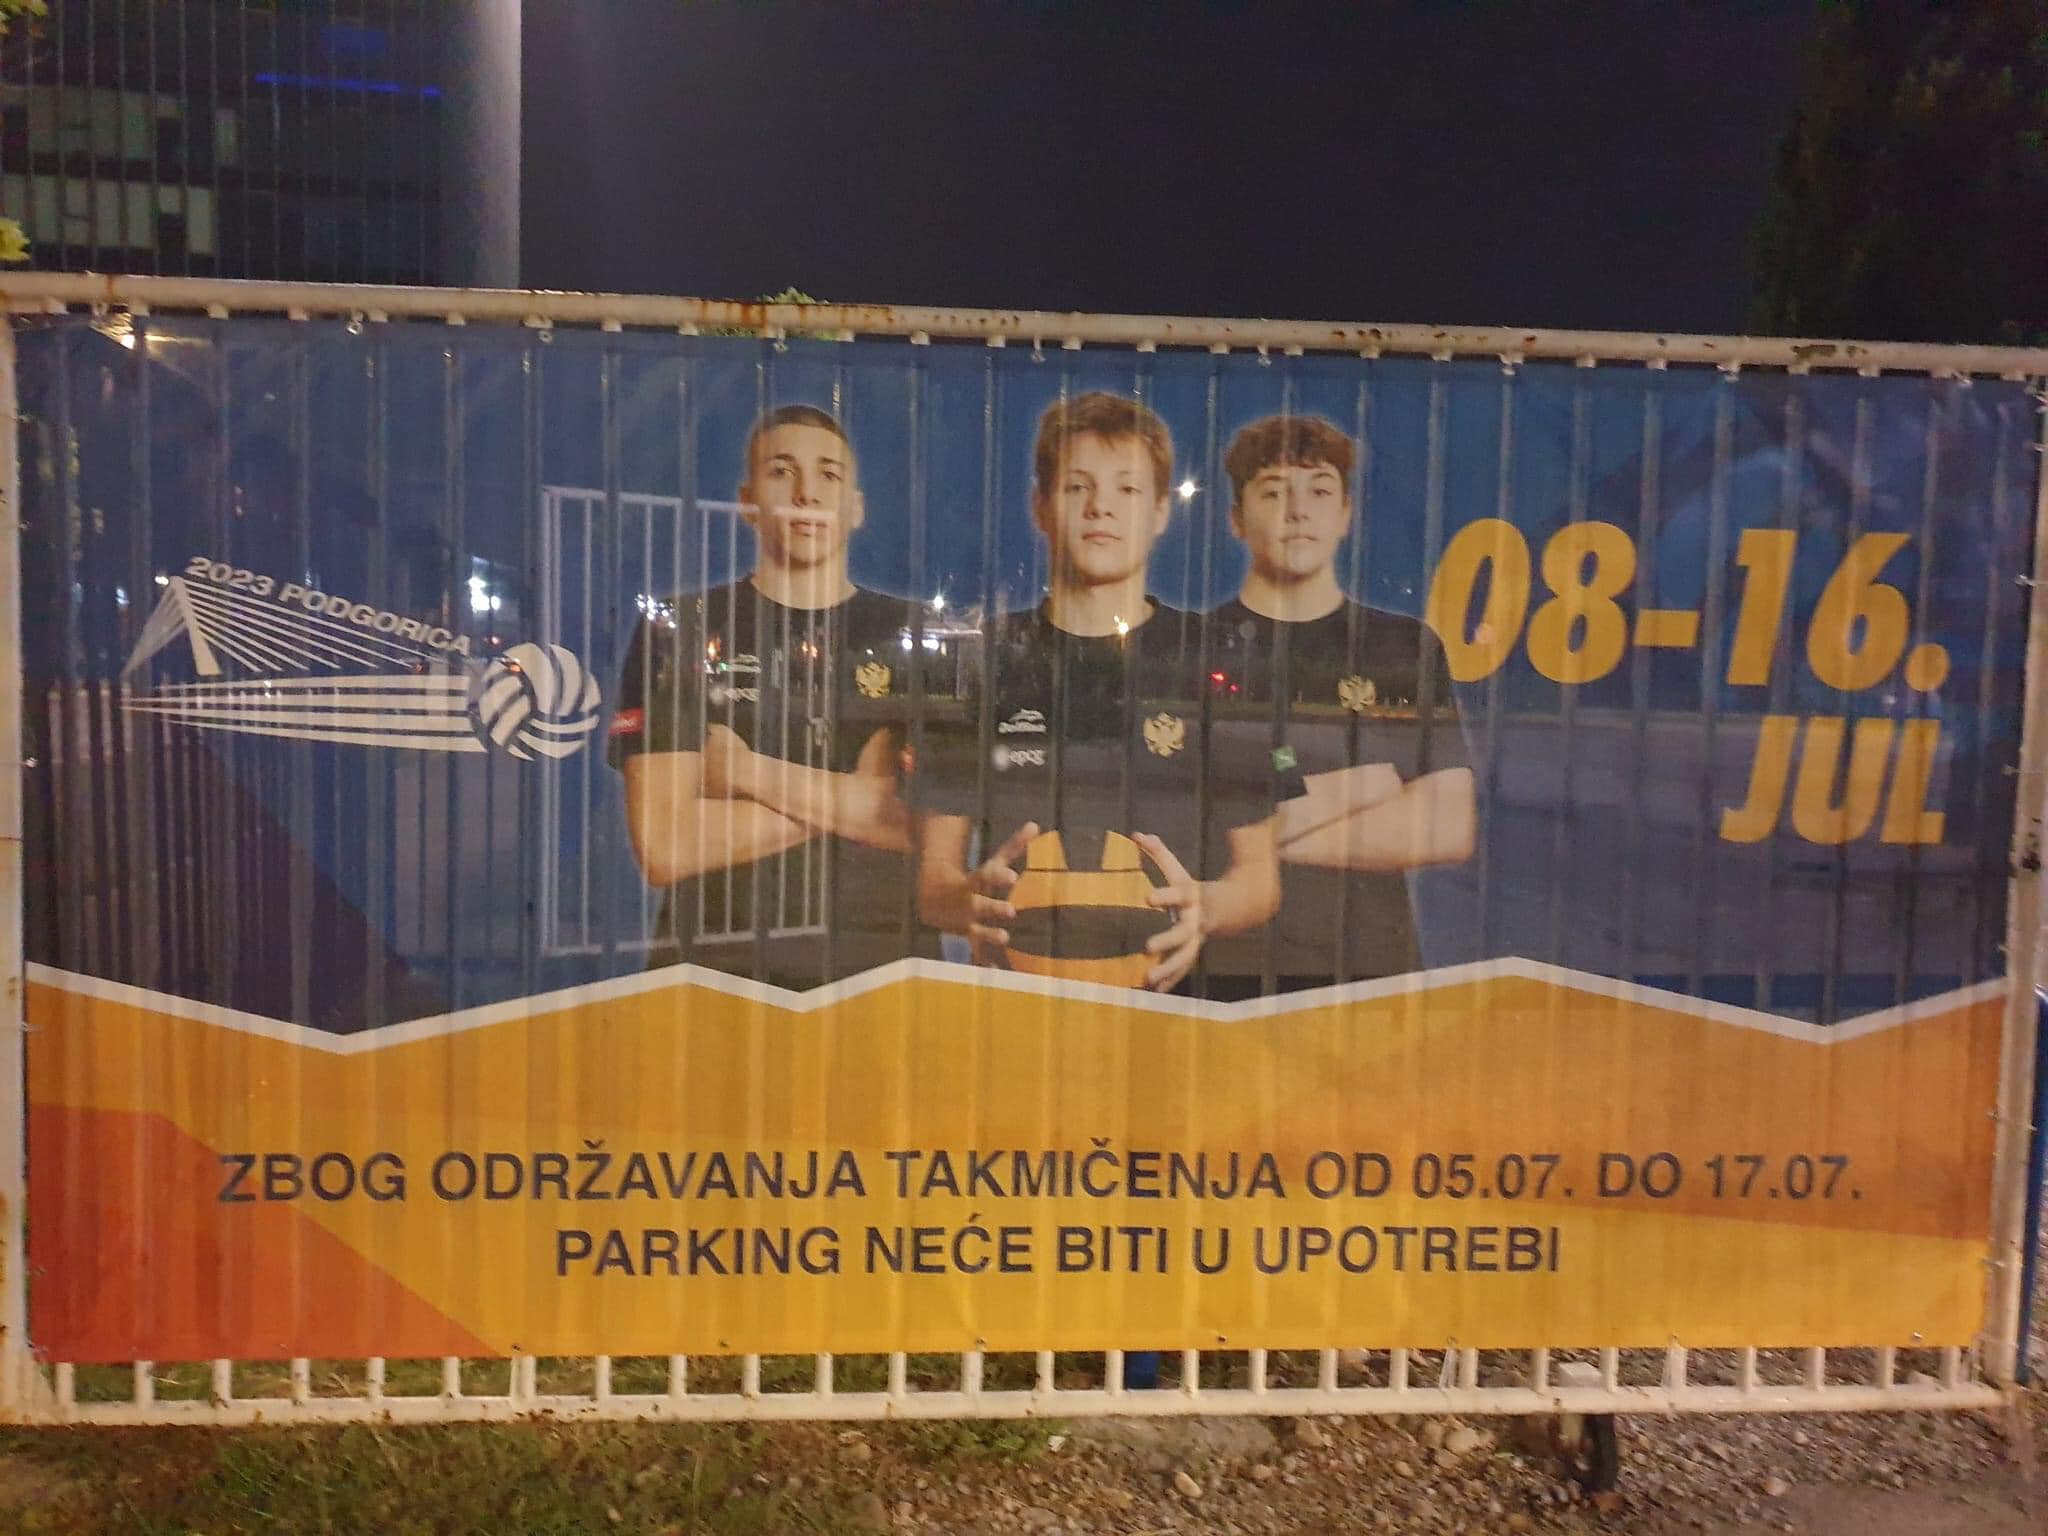 2023 PODGORICA
08-16.
JUL
ZBOG ODRŽAVANJA TAKMIČENJA OD 05.07. DO 17.07.
PARKING NEĆE BITI U UPOTREBI